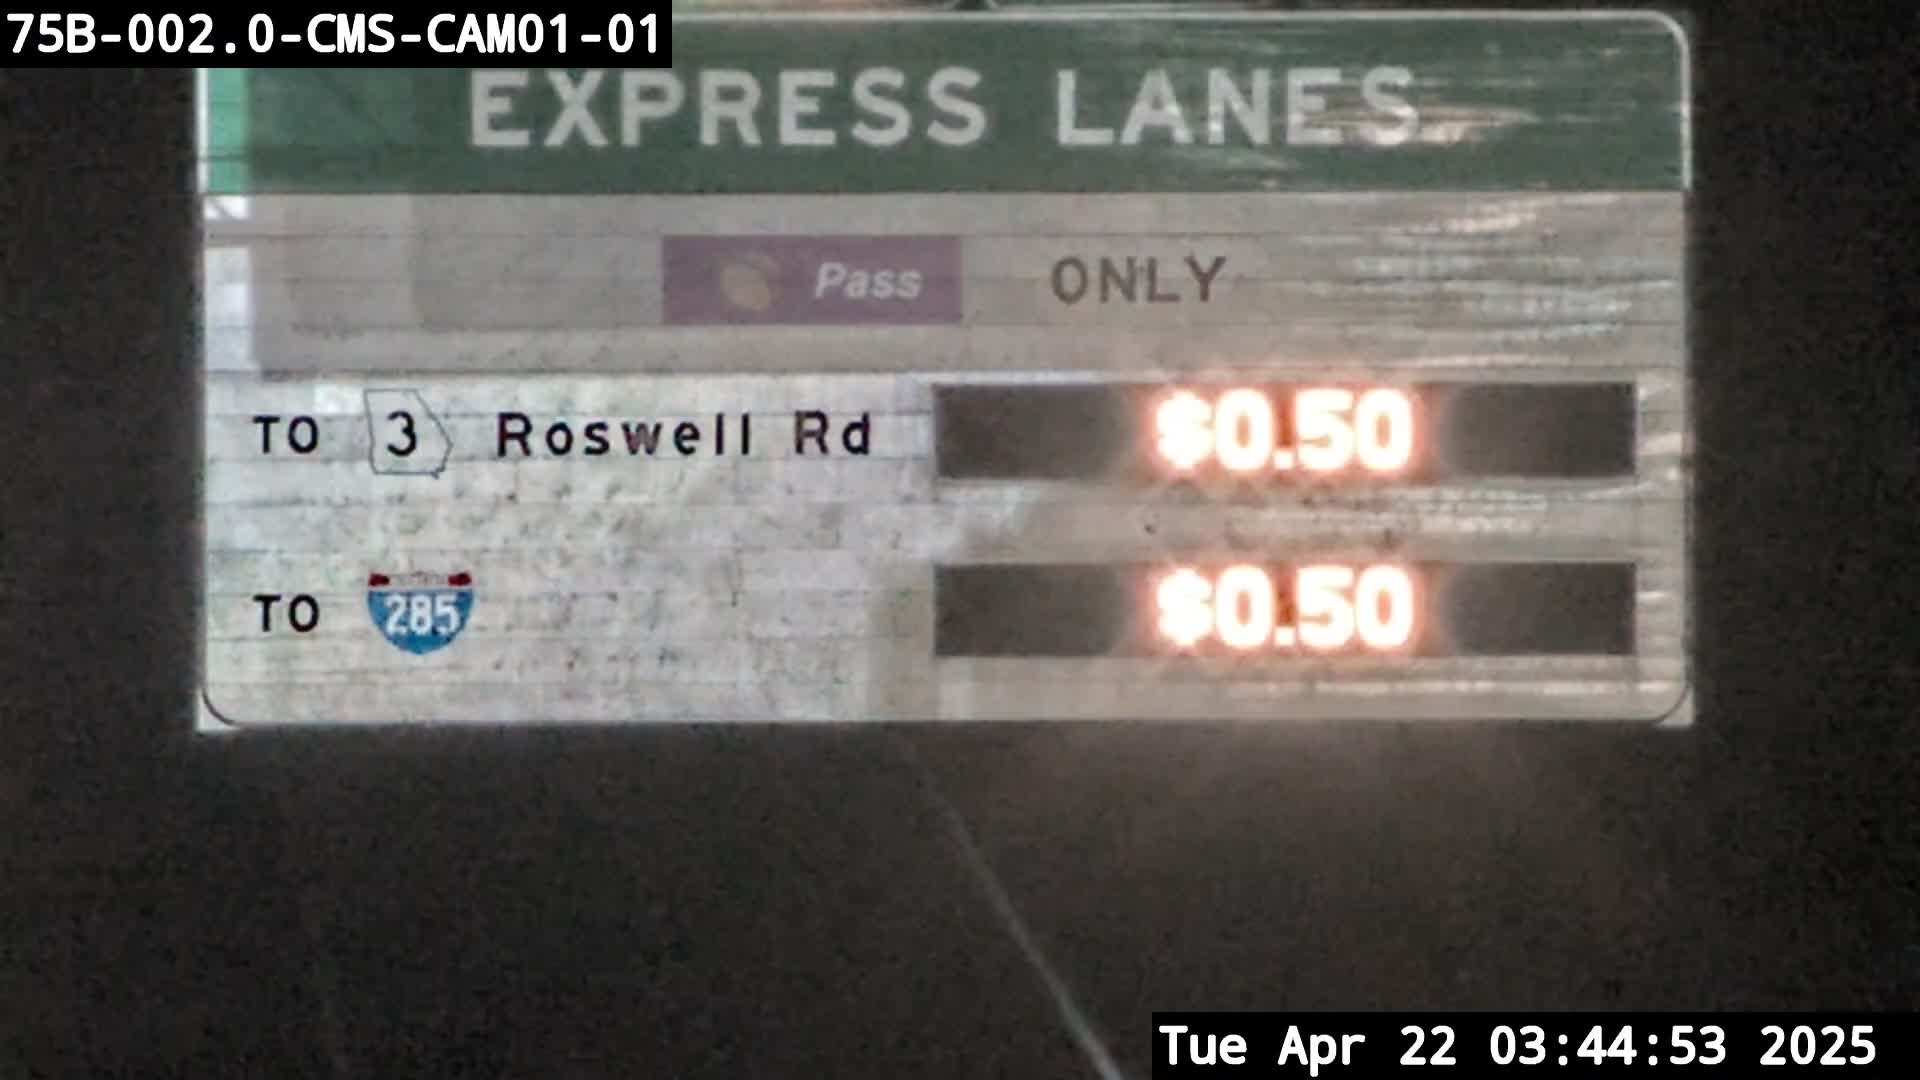 75B-002.0-CMS-CAM01-01
EXPRESS LANES
Pass ONLY
TO 3 Roswell Rd $0.50
TO 285 $0.50
Tue Apr 22 03:44:53 2025